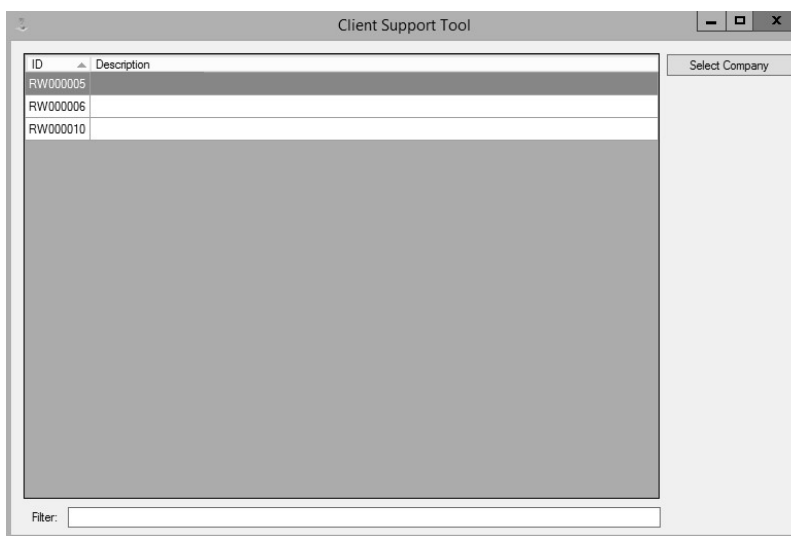 Client Support Tool
ID Description
Select Company
RW000005
RW000006
RW000010
Filter: